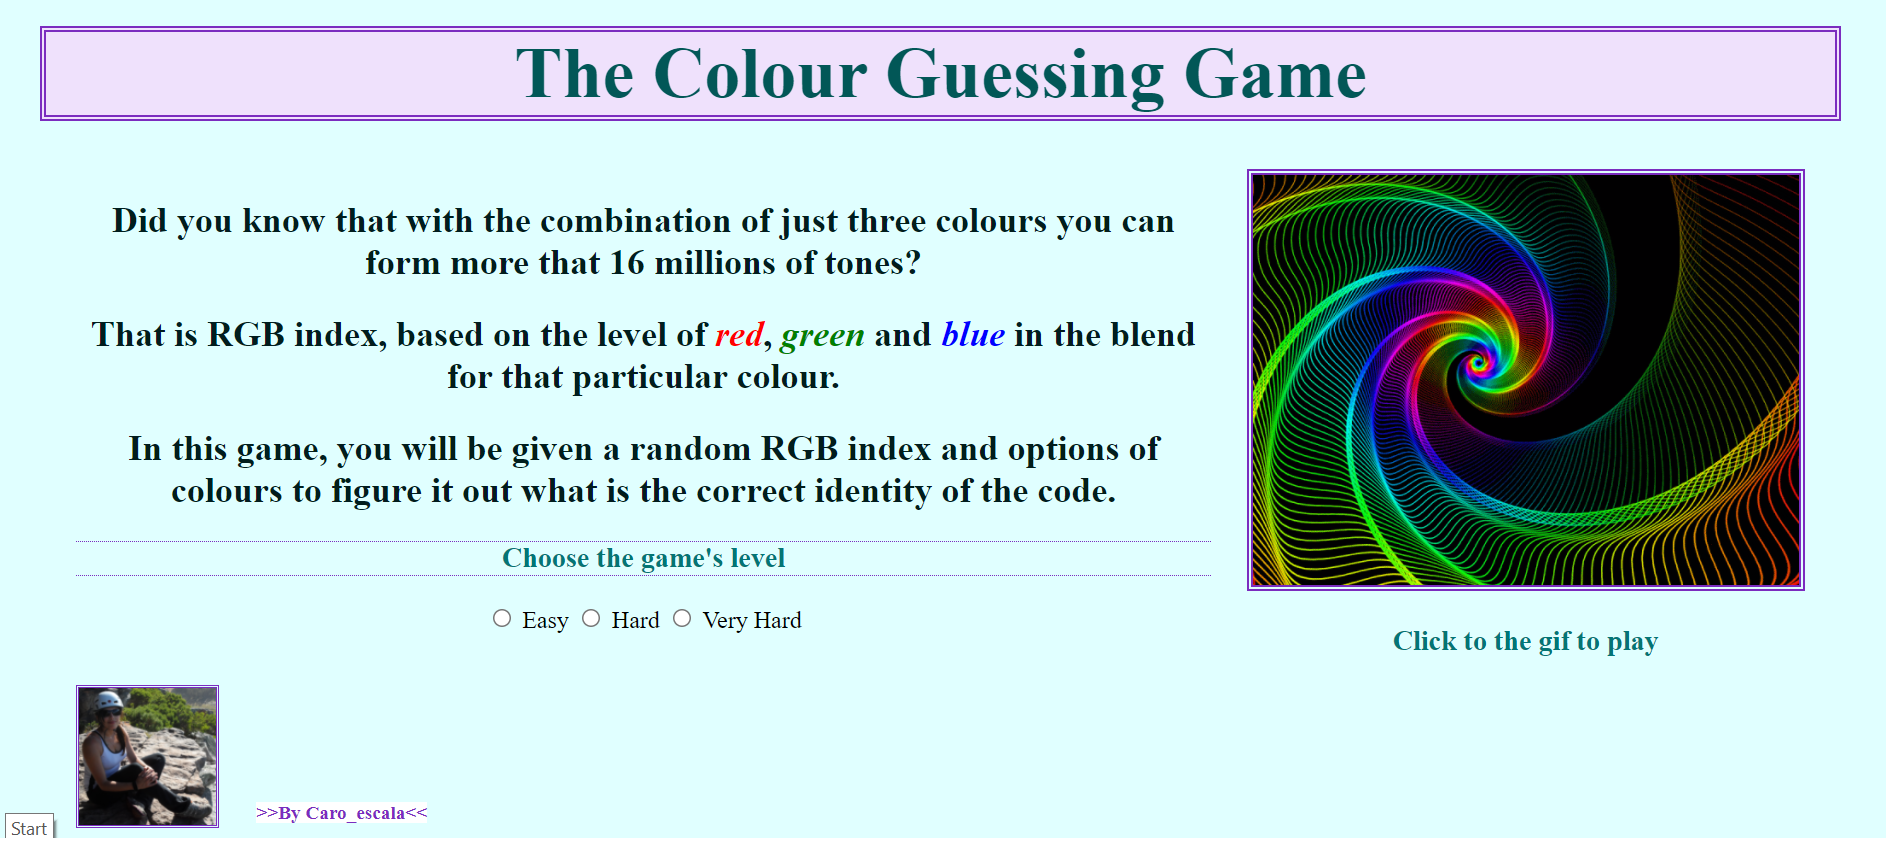 The Colour Guessing Game
Did you know that with the combination of just three colours you can
form more that 16 millions of tones?
That is RGB index, based on the level of red, green and blue in the blend
for that particular colour.
In this game, you will be given a random RGB index and options of
colours to figure it out what is the correct identity of the code.
Choose the game's level
Easy Hard Very Hard
Click to the gif to play
>>By Caro_escala<<
Start